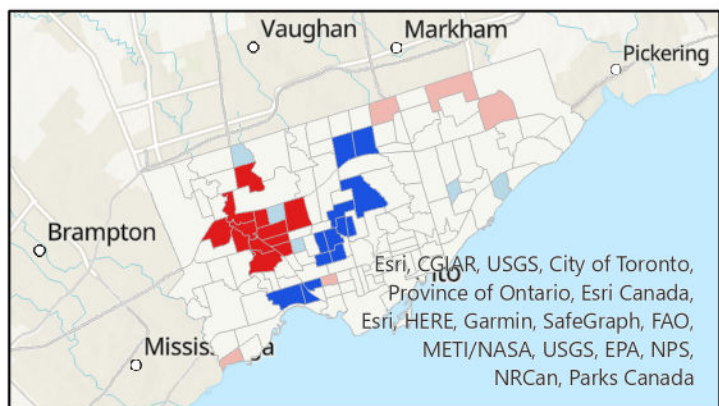 Vaughan
Markham
Pickering
Brampton
Esri, CGIAR, USGS, City of Toronto,
Province of Ontario, Esri Canada,
Esri, HERE, Garmin, SafeGraph, FAO,
METI/NASA, USGS, EPA, NPS,
NRCan, Parks Canada